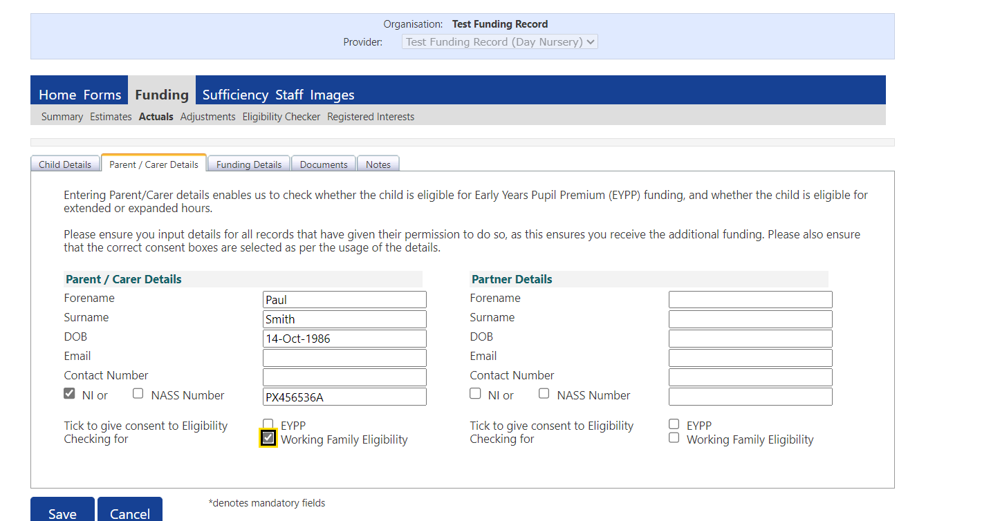 Organisation: Test Funding Record
Provider: Test Funding Record (Day Nursery)
Home Forms Funding Sufficiency Staff Images
Summary Estimates Actuals Adjustments Eligibility Checker Registered Interests
Child Details Parent / Carer Details Funding Details Documents Notes
Entering Parent/Carer details enables us to check whether the child is eligible for Early Years Pupil Premium (EYPP) funding, and whether the child is eligible for
extended or expanded hours.
Please ensure you input details for all records that have given their permission to do so, as this ensures you receive the additional funding. Please also ensure
that the correct consent boxes are selected as per the usage of the details.
Parent / Carer Details
Forename Paul
Surname Smith
DOB 14-Oct-1986
Email
Contact Number
NI or NASS Number PX456536A
Tick to give consent to Eligibility EYPP
Checking for Working Family Eligibility
Partner Details
Forename
Surname
DOB
Email
Contact Number
NI or NASS Number
Tick to give consent to Eligibility EYPP
Checking for Working Family Eligibility
Save Cancel *denotes mandatory fields